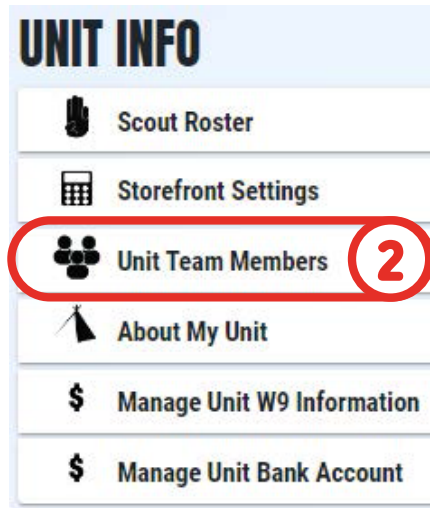 UNIT INFO
Scout Roster
Storefront Settings
Unit Team Members 2
About My Unit
$ Manage Unit W9 Information
$ Manage Unit Bank Account